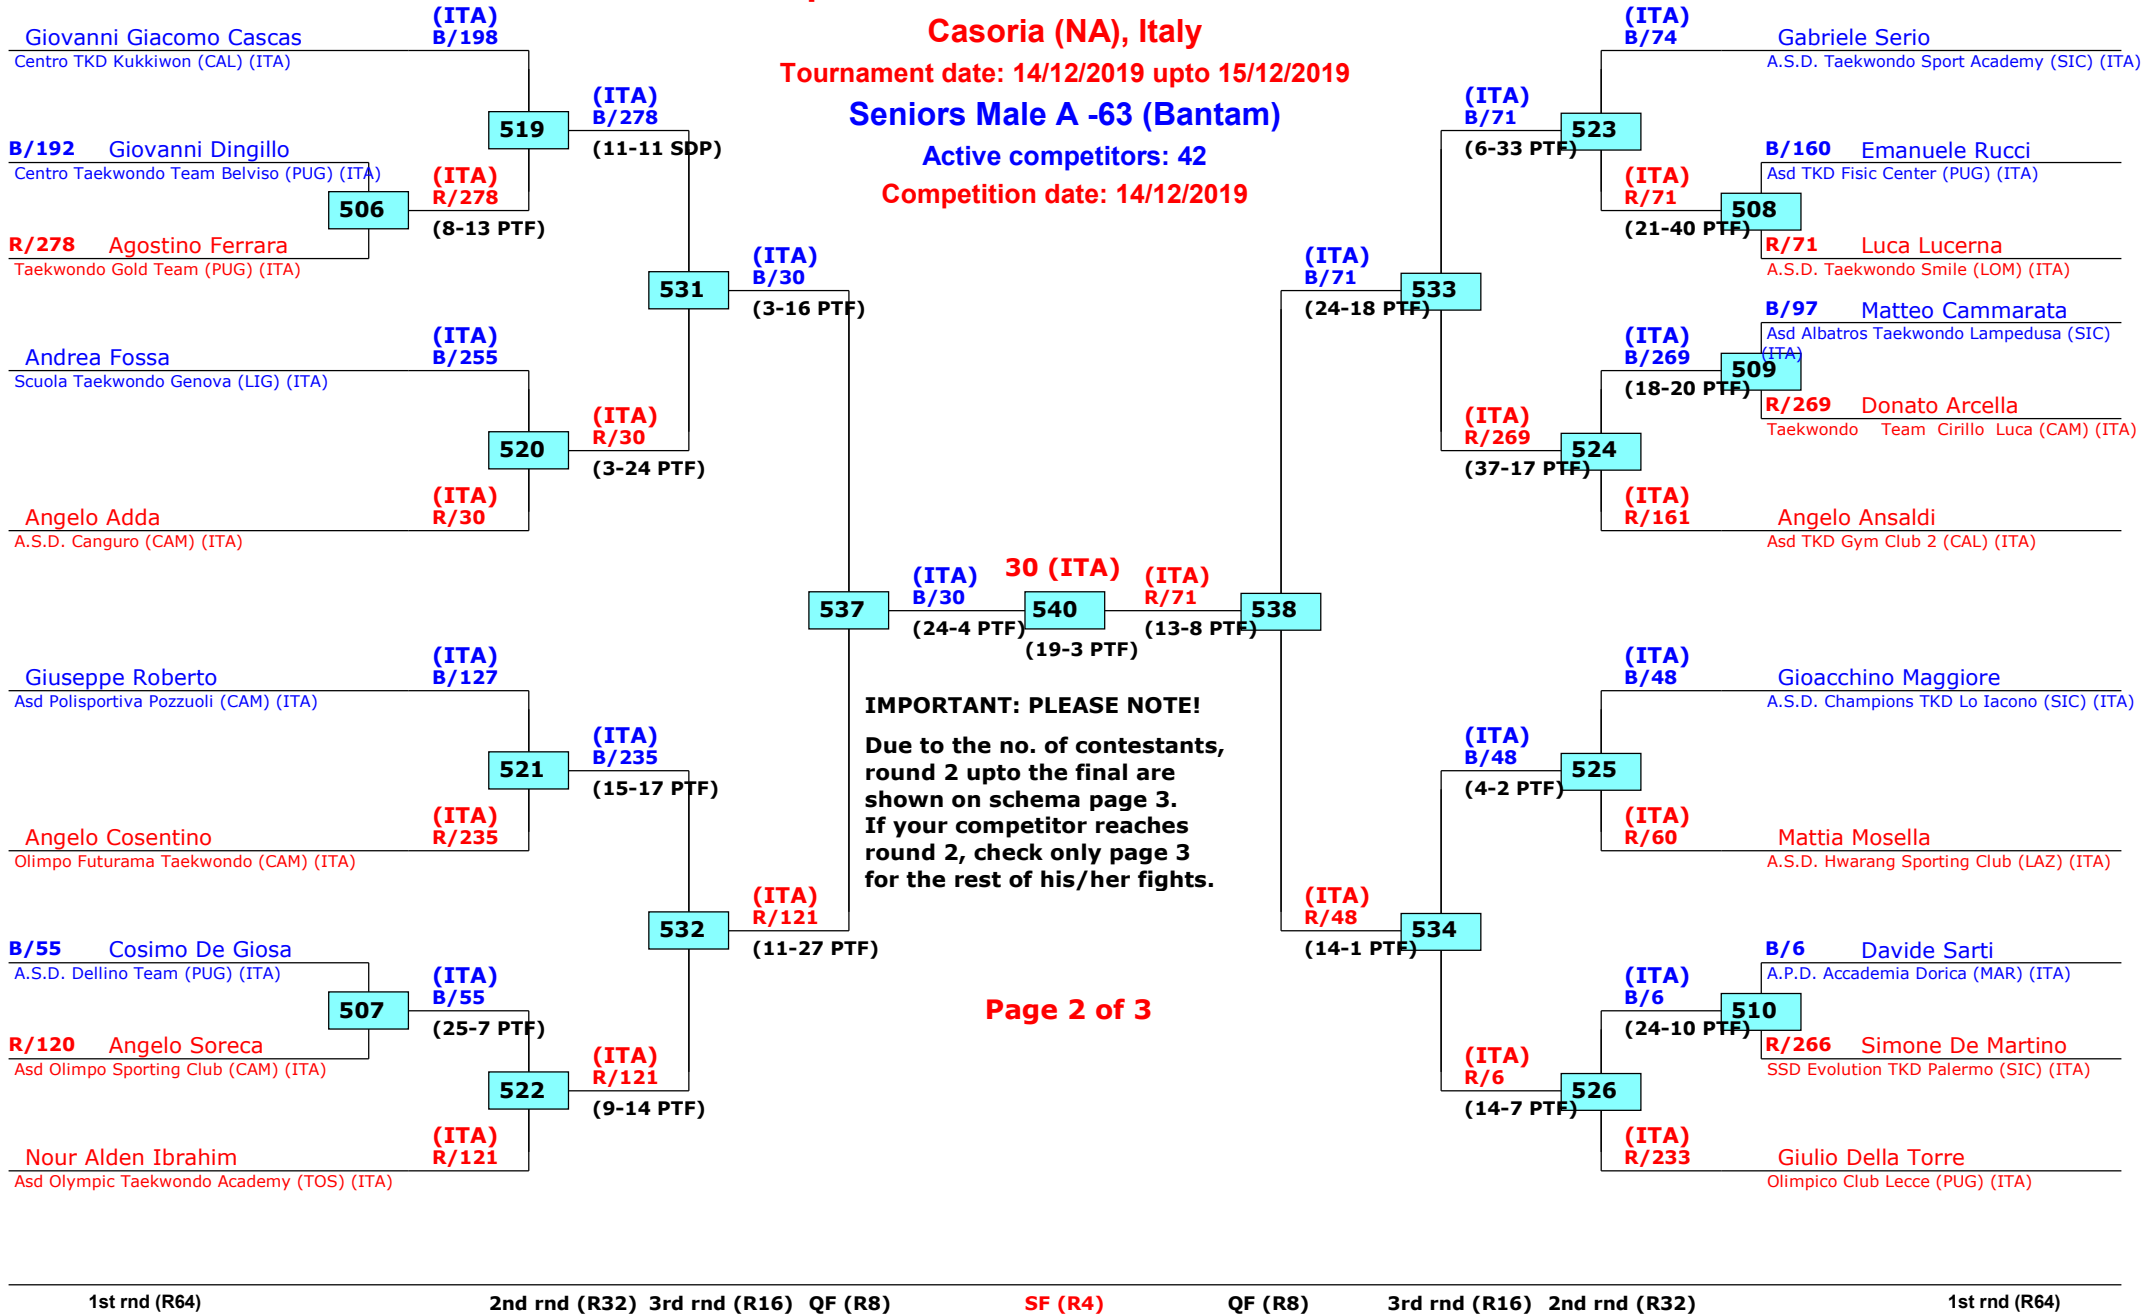 Casoria (NA), Italy
Tournament date: 14/12/2019 upto 15/12/2019
Seniors Male A -63 (Bantam)
Active competitors: 42
Competition date: 14/12/2019
(ITA)
Giovanni Giacomo Cascas B/198
Centro TKD Kukkiwon (CAL) (ITA)
(ITA)
519 B/278
(11-11 SDP)
B/192 Giovanni Dingillo
Centro Taekwondo Team Belviso (PUG) (ITA)
(ITA)
506 R/278
(8-13 PTF)
R/278 Agostino Ferrara
Taekwondo Gold Team (PUG) (ITA)
(ITA)
531 B/30
(3-16 PTF)
(ITA)
Andrea Fossa B/255
Scuola Taekwondo Genova (LIG) (ITA)
(ITA)
520 R/30
(3-24 PTF)
(ITA)
Angelo Adda R/30
A.S.D. Canguro (CAM) (ITA)
(ITA)
537 B/30
(24-4 PTF)
(ITA)
Giuseppe Roberto B/127
Asd Polisportiva Pozzuoli (CAM) (ITA)
(ITA)
521 B/235
(15-17 PTF)
(ITA)
Angelo Cosentino R/235
Olimpo Futurama Taekwondo (CAM) (ITA)
(ITA)
532 R/121
(11-27 PTF)
B/55 Cosimo De Giosa
A.S.D. Dellino Team (PUG) (ITA)
(ITA)
507 B/55
(25-7 PTF)
R/120 Angelo Soreca
Asd Olimpo Sporting Club (CAM) (ITA)
(ITA)
522 R/121
(9-14 PTF)
(ITA)
Nour Alden Ibrahim R/121
Asd Olympic Taekwondo Academy (TOS) (ITA)
30 (ITA)
540
(19-3 PTF)
IMPORTANT: PLEASE NOTE!
Due to the no. of contestants,
round 2 upto the final are
shown on schema page 3.
If your competitor reaches
round 2, check only page 3
for the rest of his/her fights.
Page 2 of 3
(ITA)
B/74 Gabriele Serio
A.S.D. Taekwondo Sport Academy (SIC) (ITA)
(ITA)
B/71 523
(6-33 PTF)
B/160 Emanuele Rucci
Asd TKD Fisic Center (PUG) (ITA)
(ITA)
R/71 508
(21-40 PTF)
R/71 Luca Lucerna
A.S.D. Taekwondo Smile (LOM) (ITA)
(ITA)
B/71 533
(24-18 PTF)
B/97 Matteo Cammarata
Asd Albatros Taekwondo Lampedusa (SIC)
(ITA)
(ITA)
B/269 509
(18-20 PTF)
R/269 Donato Arcella
Taekwondo Team Cirillo Luca (CAM) (ITA)
(ITA)
R/269 524
(37-17 PTF)
(ITA)
R/161 Angelo Ansaldi
Asd TKD Gym Club 2 (CAL) (ITA)
(ITA)
R/71 538
(13-8 PTF)
(ITA)
B/48 Gioacchino Maggiore
A.S.D. Champions TKD Lo Iacono (SIC) (ITA)
(ITA)
B/48 525
(4-2 PTF)
(ITA)
R/60 Mattia Mosella
A.S.D. Hwarang Sporting Club (LAZ) (ITA)
(ITA)
R/48 534
(14-1 PTF)
B/6 Davide Sarti
A.P.D. Accademia Dorica (MAR) (ITA)
(ITA)
B/6 510
(24-10 PTF)
R/266 Simone De Martino
SSD Evolution TKD Palermo (SIC) (ITA)
(ITA)
R/6 526
(14-7 PTF)
(ITA)
R/233 Giulio Della Torre
Olimpico Club Lecce (PUG) (ITA)
1st rnd (R64) 2nd rnd (R32) 3rd rnd (R16) QF (R8) SF (R4) QF (R8) 3rd rnd (R16) 2nd rnd (R32) 1st rnd (R64)